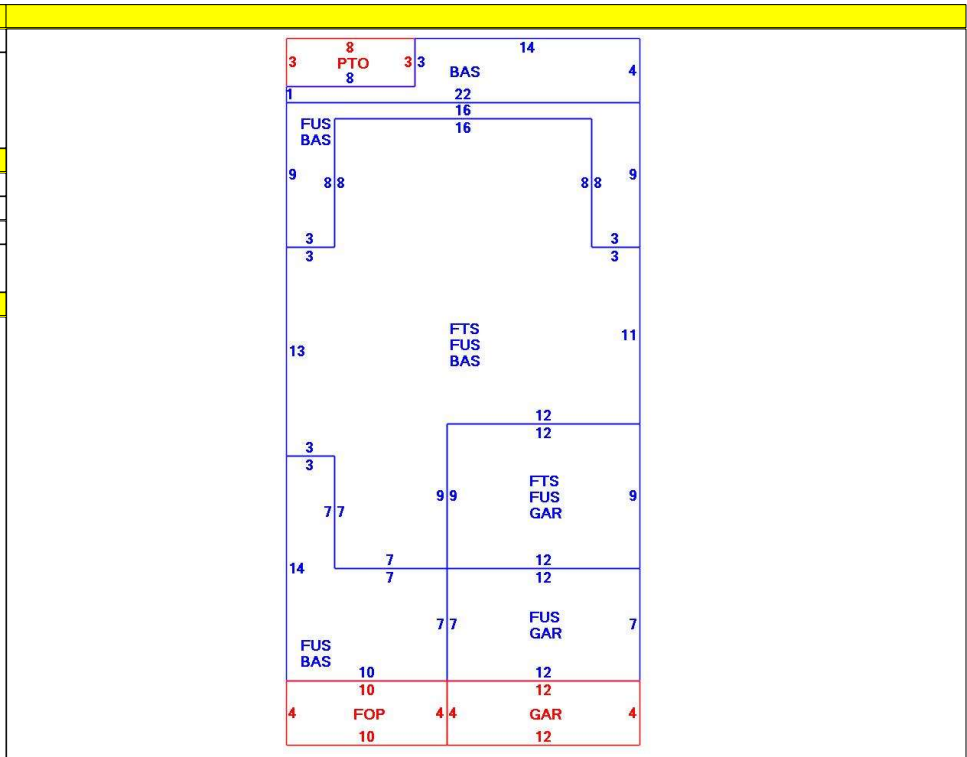 8
14
3 PTO 3 3
BAS 4
8
1 22
16
FUS 16
BAS
9 8 8 8 8 9
3 3
3 3
FTS 11
13 FUS
BAS
12
12
3
3
FTS
9 9 FUS 9
7 7 GAR
7 12
14 7 12
FUS
7 7 GAR 7
FUS
BAS
10 12
10 12
4 FOP 4 4 GAR 4
10 12